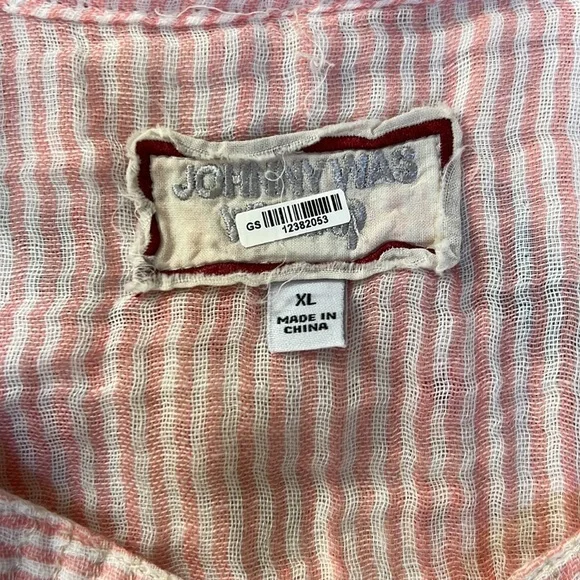 JOHNNY WAS
GS 12382053
XL
MADE IN
CHINA